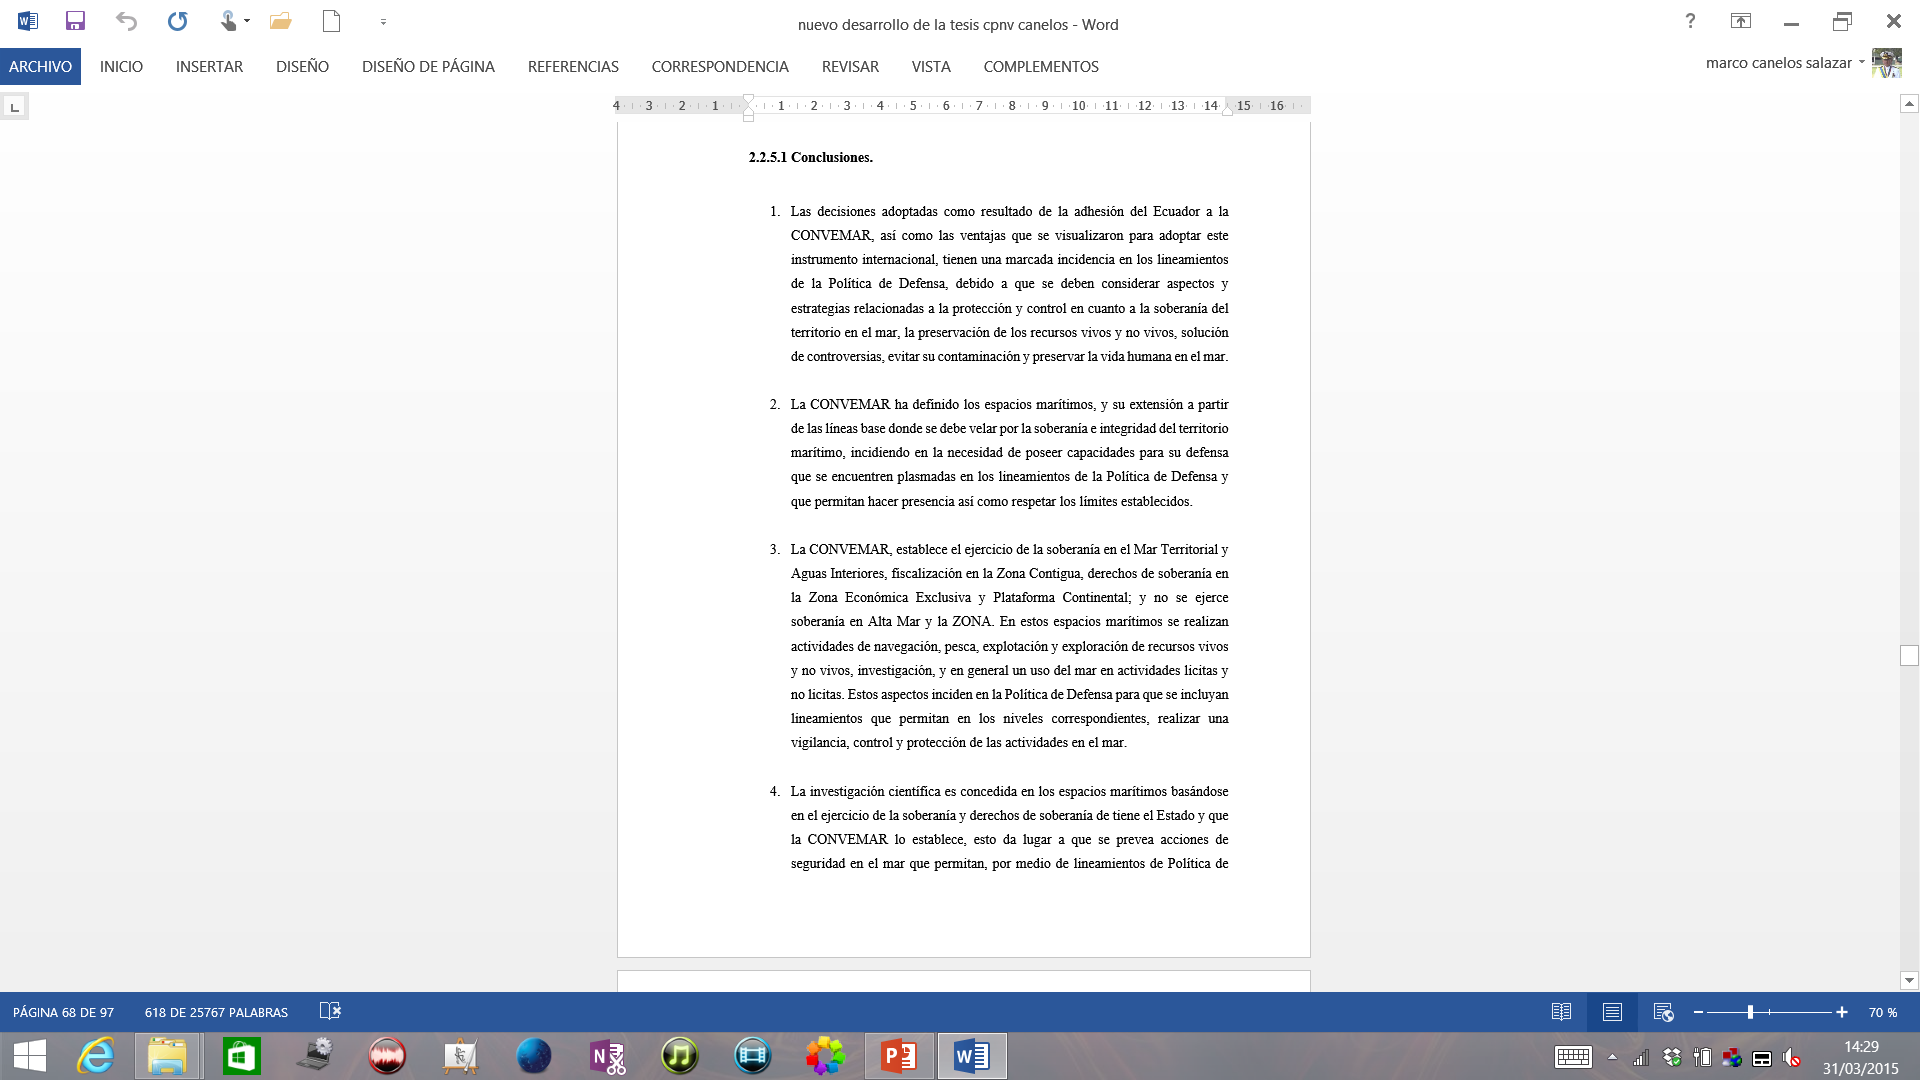 nuevo desarrollo de la tesis cpnv canelos - Word
?
ARCHIVO INICIO INSERTAR DISEÑO DISEÑO DE PÁGINA REFERENCIAS CORRESPONDENCIA REVISAR VISTA COMPLEMENTOS
marco canelos salazar
4 3 2 1 1 2 3 4 5 6 7 8 9 10 11 12 13 14 15 16
2.2.5.1 Conclusiones.
1. Las decisiones adoptadas como resultado de la adhesión del Ecuador a la
CONVEMAR, así como las ventajas que se visualizaron para adoptar este
instrumento internacional, tienen una marcada incidencia en los lineamientos
de la Política de Defensa, debido a que se deben considerar aspectos y
estrategias relacionadas a la protección y control en cuanto a la soberanía del
territorio en el mar, la preservación de los recursos vivos y no vivos, solución
de controversias, evitar su contaminación y preservar la vida humana en el mar.
2. La CONVEMAR ha definido los espacios marítimos, y su extensión a partir
de las líneas base donde se debe velar por la soberanía e integridad del territorio
marítimo, incidiendo en la necesidad de poseer capacidades para su defensa
que se encuentren plasmadas en los lineamientos de la Política de Defensa y
que permitan hacer presencia así como respetar los límites establecidos.
3. La CONVEMAR, establece el ejercicio de la soberanía en el Mar Territorial y
Aguas Interiores, fiscalización en la Zona Contigua, derechos de soberanía en
la Zona Económica Exclusiva y Plataforma Continental; y no se ejerce
soberanía en Alta Mar y la ZONA. En estos espacios marítimos se realizan
actividades de navegación, pesca, explotación y exploración de recursos vivos
y no vivos, investigación, y en general un uso del mar en actividades licitas y
no licitas. Estos aspectos inciden en la Política de Defensa para que se incluyan
lineamientos que permitan en los niveles correspondientes, realizar una
vigilancia, control y protección de las actividades en el mar.
4. La investigación científica es concedida en los espacios marítimos basándose
en el ejercicio de la soberanía y derechos de soberanía de tiene el Estado y que
la CONVEMAR lo establece, esto da lugar a que se prevea acciones de
seguridad en el mar que permitan, por medio de lineamientos de Política de
PÁGINA 68 DE 97 618 DE 25767 PALABRAS
70 %
14:29
31/03/2015